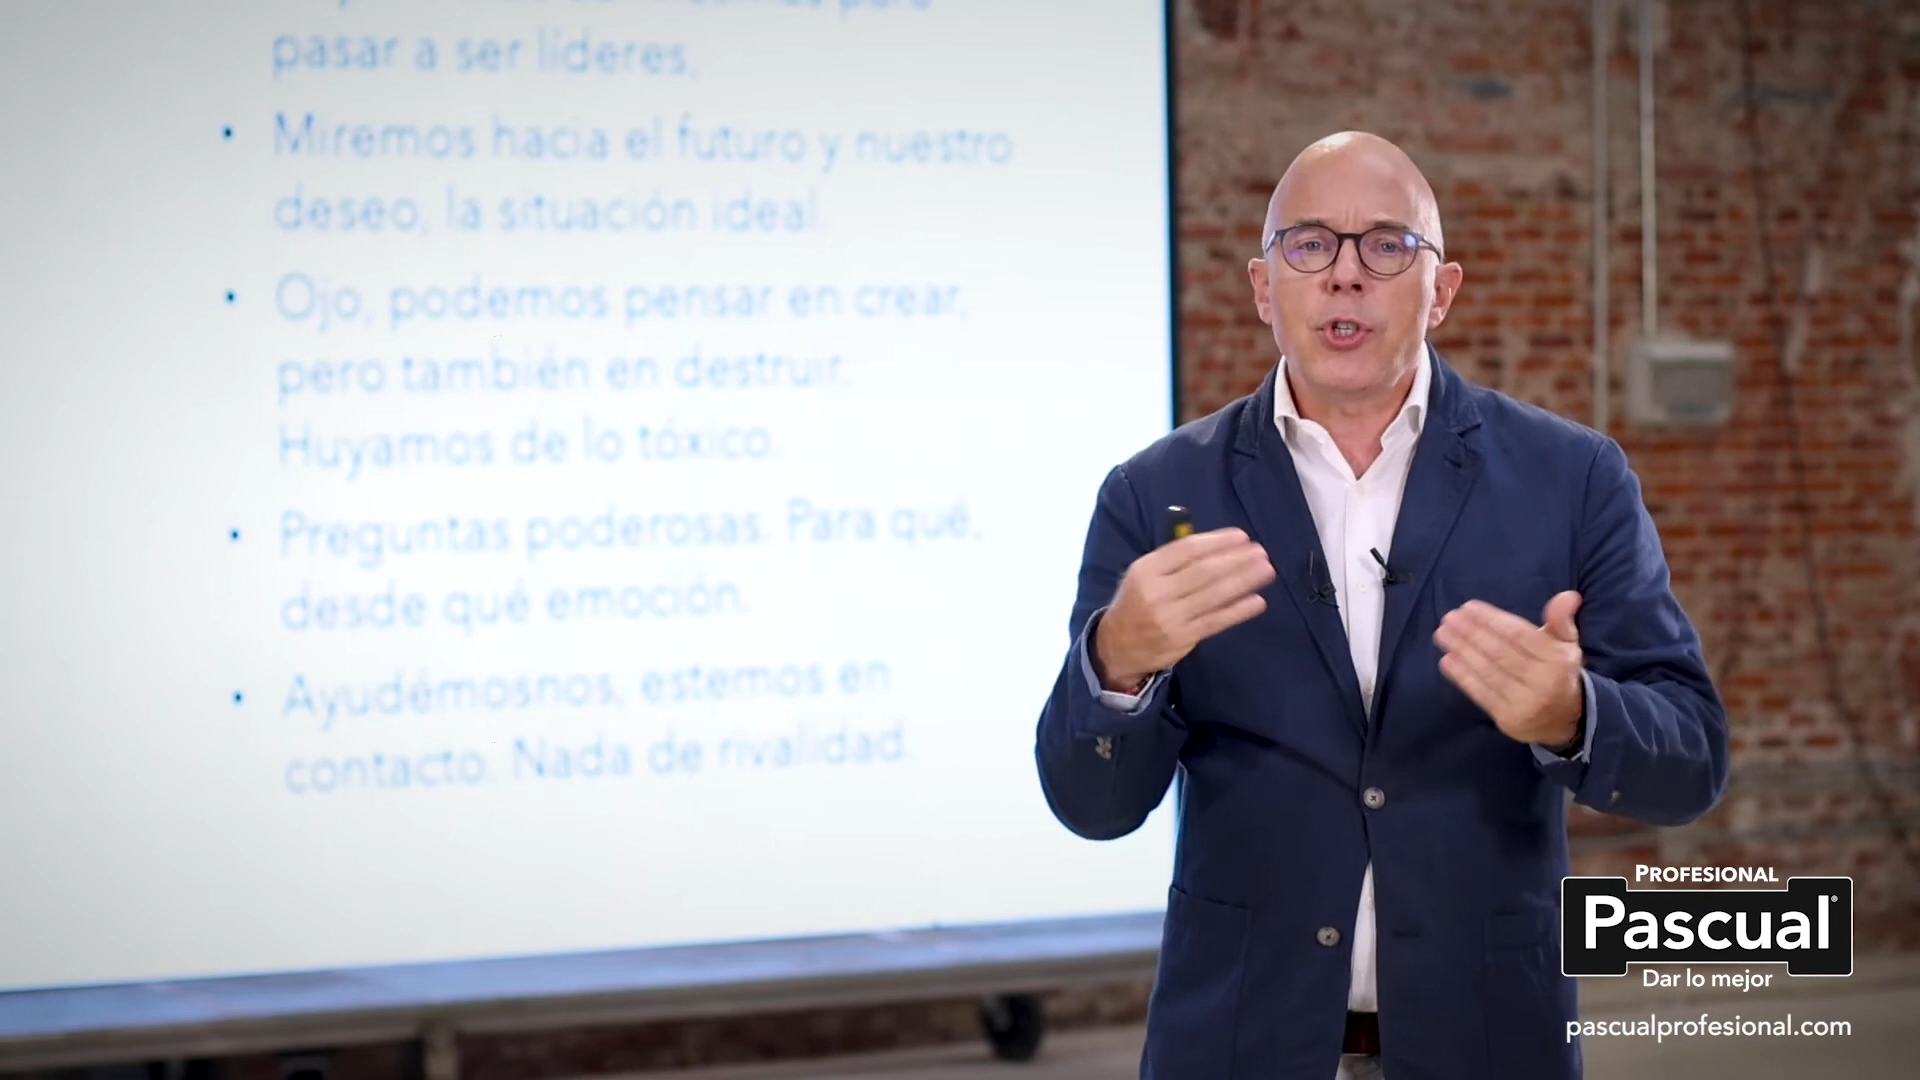 pasar a ser líderes,
• Miremos hacia el futuro y nuestro
deseo, la situación ideal.
• Ojo, podemos pensar en crear,
pero también en destruir.
Huyamos de lo tóxico.
• Preguntas poderosas. Para qué,
desde qué emoción.
• Ayudémosnos, estemos en
contacto. Nada de rivalidad.
PROFESIONAL
Pascual®
Dar lo mejor
pascualprofesional.com